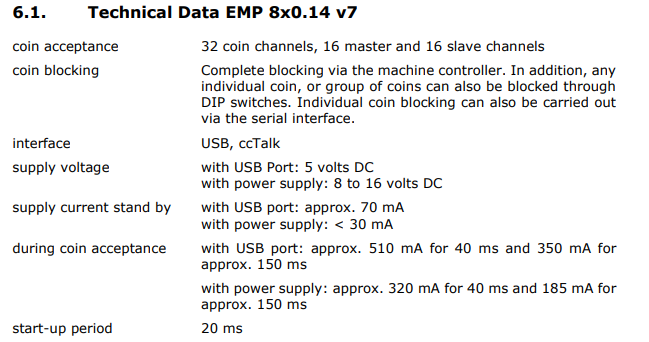 6.1. Technical Data EMP 8x0.14 v7
coin acceptance 32 coin channels, 16 master and 16 slave channels
coin blocking Complete blocking via the machine controller. In addition, any
individual coin, or group of coins can also be blocked through
DIP switches. Individual coin blocking can also be carried out
via the serial interface.
interface USB, ccTalk
supply voltage with USB Port: 5 volts DC
with power supply: 8 to 16 volts DC
supply current stand by with USB port: approx. 70 mA
with power supply: < 30 mA
during coin acceptance with USB port: approx. 510 mA for 40 ms and 350 mA for
approx. 150 ms
with power supply: approx. 320 mA for 40 ms and 185 mA for
approx. 150 ms
start-up period 20 ms